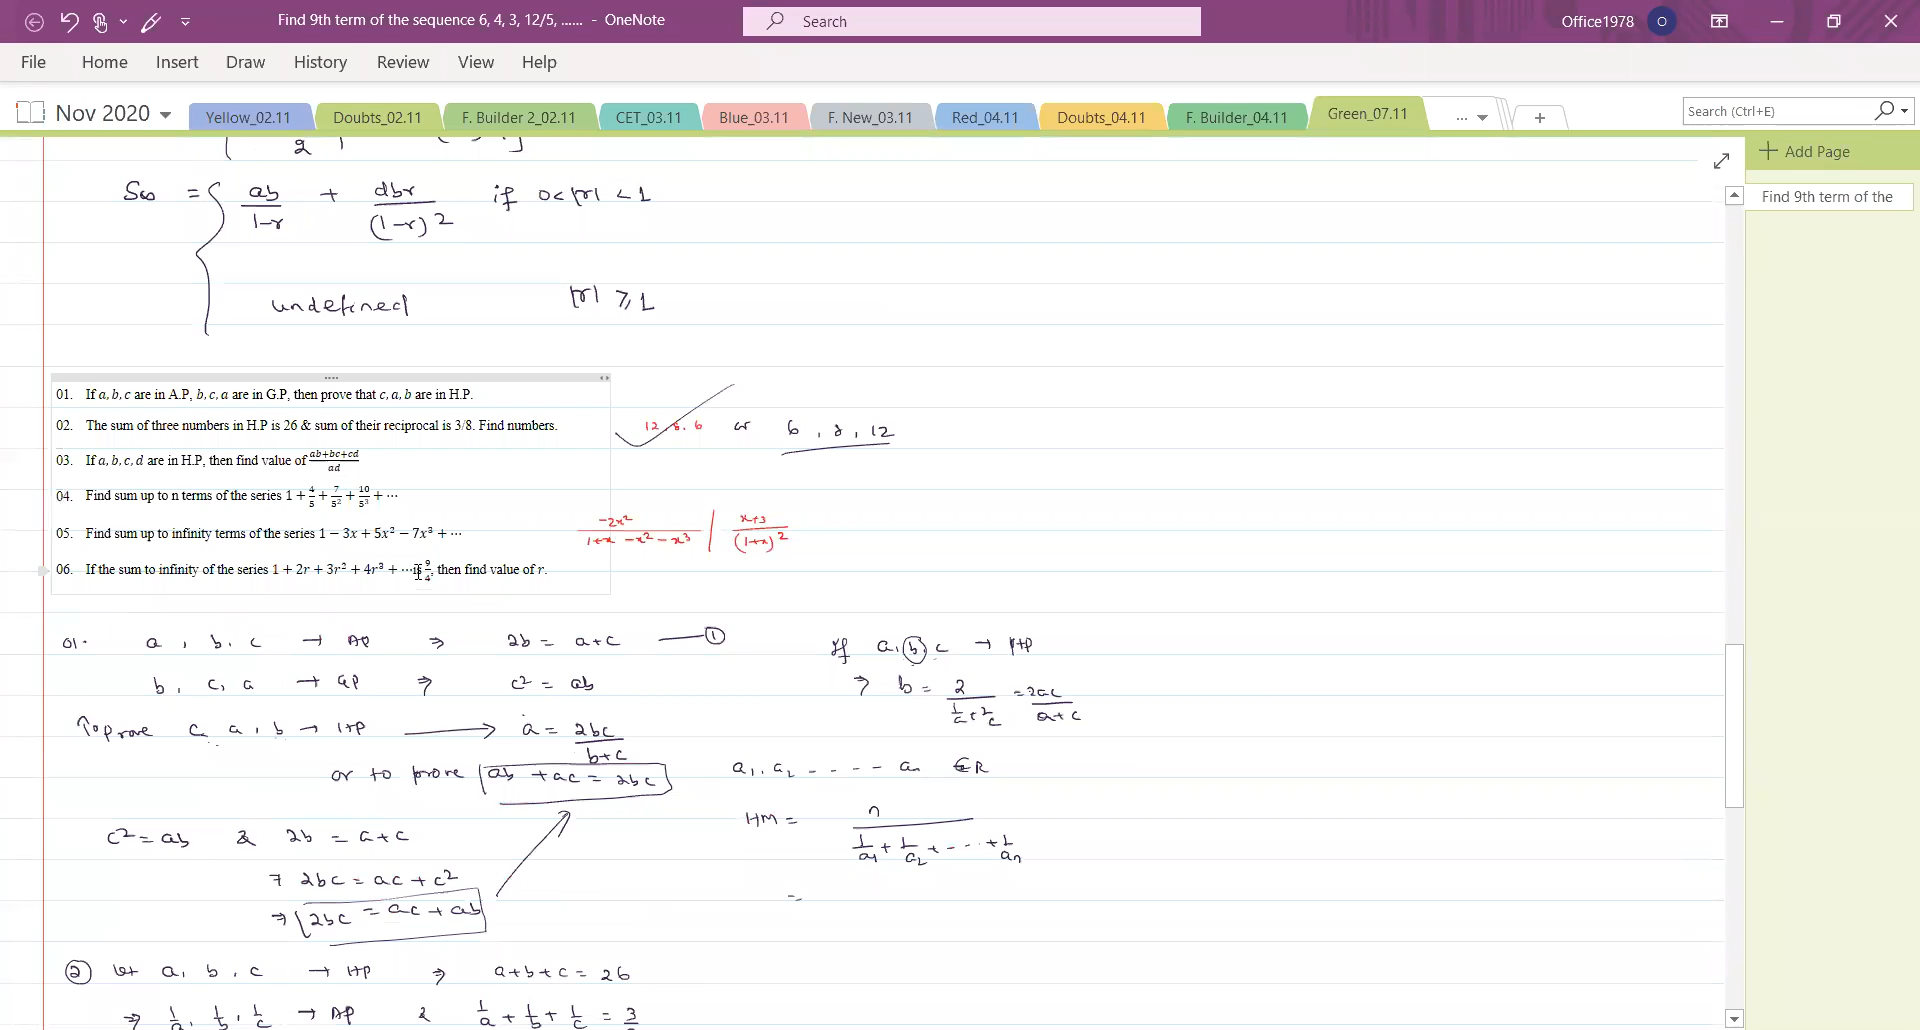 Find 9th term of the sequence 6, 4, 3, 12/5, ...... - OneNote
Search
Office1978 O
File Home Insert Draw History Review View Help
Nov 2020
Yellow_02.11 Doubts_02.11 F. Builder 2_02.11 CET_03.11 Blue_03.11 F. New_03.11 Red_04.11 Doubts_04.11 F. Builder_04.11 Green_07.11 ... +
Search (Ctrl+E)
+ Add Page
Find 9th term of the
2
S∞ = { ab/(1-r) + dbr/(1-r)^2 if 0<|r| < 1
undefined |r| ⩾ 1
01. If a, b, c are in A.P, b, c, a are in G.P, then prove that c, a, b are in H.P.
02. The sum of three numbers in H.P is 26 & sum of their reciprocal is 3/8. Find numbers.
12, 8, 6 or 6, 8, 12
03. If a, b, c, d are in H.P, then find value of (ab+bc+cd)/ad
04. Find sum up to n terms of the series 1 + 4/5 + 7/5² + 10/5³ + ⋯
05. Find sum up to infinity terms of the series 1 − 3x + 5x² − 7x³ + ⋯
-2x²/(1+x-x²-x³) | (x+3)/(1+x)²
06. If the sum to infinity of the series 1 + 2r + 3r² + 4r³ + ⋯ is 9/4, then find value of r.
01. a, b, c → AP ⇒ 2b = a+c —①
b, c, a → GP ⇒ c² = ab
To prove c, a, b → HP ⟶ a = 2bc/(b+c)
or to prove ab + ac = 2bc
c² = ab & 2b = a+c
⇒ 2bc = ac + c²
⇒ 2bc = ac + ab
If a, b, c → HP
⇒ b = 2/(1/a + 1/c) = 2ac/(a+c)
a₁, a₂ ----- aₙ ∈ R
HM = n/(1/a₁ + 1/a₂ + --- + 1/aₙ)
=
② let a, b, c → HP ⇒ a+b+c = 26
⇒ 1/a, 1/b, 1/c → AP & 1/a + 1/b + 1/c = 3